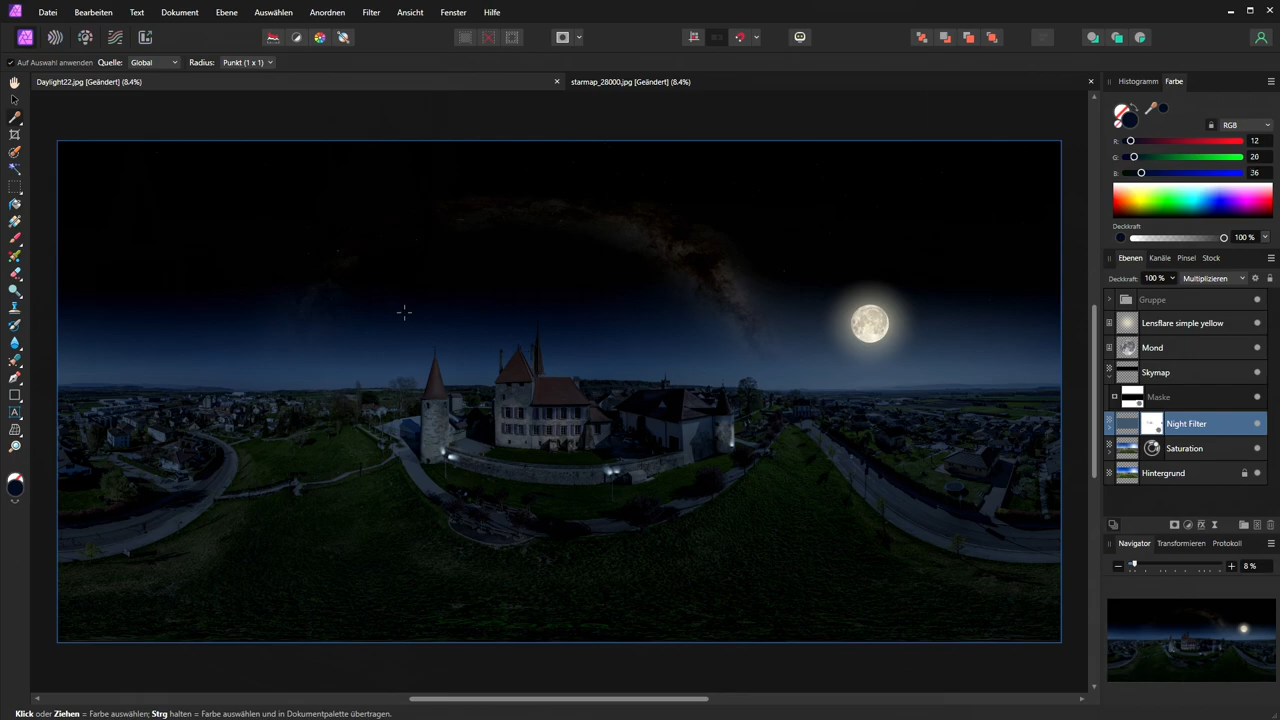 Datei Bearbeiten Text Dokument Ebene Auswählen Anordnen Filter Ansicht Fenster Hilfe
Auf Auswahl anwenden Quelle: Global Radius: Punkt (1 x 1)
Daylight22.jpg [Geändert] (8.4%) × starmap_28000.jpg [Geändert] (8.4%) ×
Histogramm Farbe
RGB
R: 12
G: 20
B: 36
Deckkraft
100 %
Ebenen Kanäle Pinsel Stock
Deckkraft: 100 % Multiplizieren
Gruppe
Lensflare simple yellow
Mond
Skymap
Maske
Night Filter
Saturation
Hintergrund
Navigator Transformieren Protokoll
8 %
Klick oder Ziehen = Farbe auswählen; Strg halten = Farbe auswählen und in Dokumentpalette übertragen.